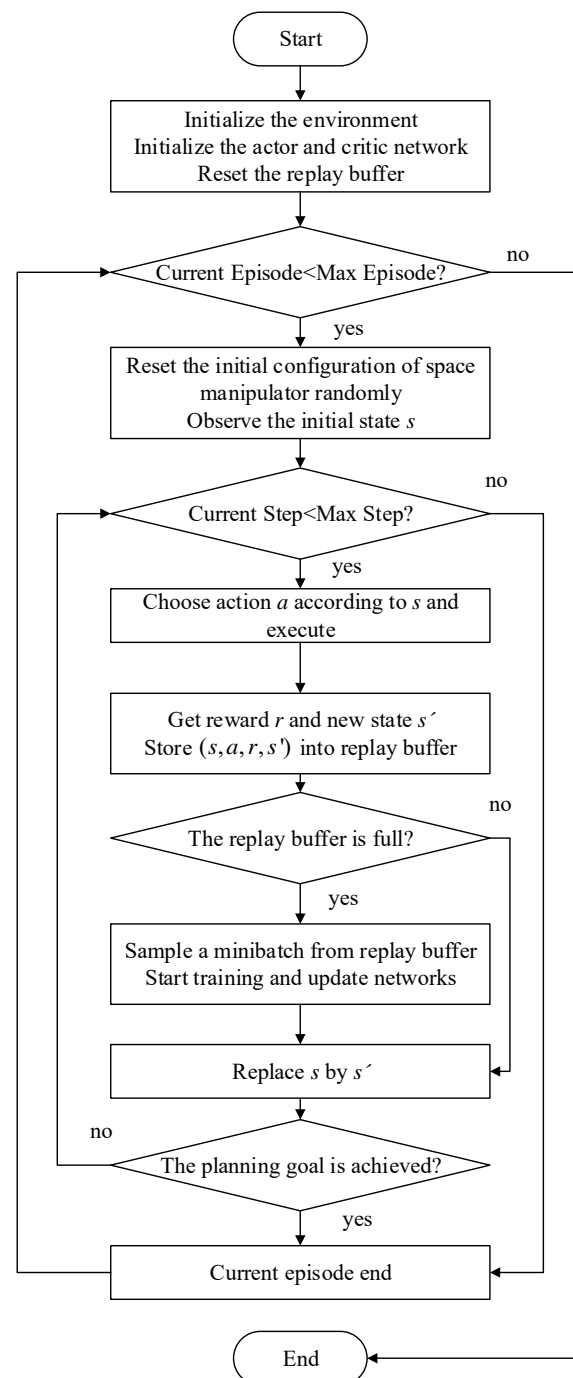 Start
Initialize the environment
Initialize the actor and critic network
Reset the replay buffer
Current Episode<Max Episode?
no
yes
Reset the initial configuration of space
manipulator randomly
Observe the initial state s
no
Current Step<Max Step?
yes
Choose action a according to s and
execute
Get reward r and new state s´
Store (s,a,r,s') into replay buffer
no
The replay buffer is full?
yes
Sample a minibatch from replay buffer
Start training and update networks
Replace s by s´
no
The planning goal is achieved?
yes
Current episode end
End